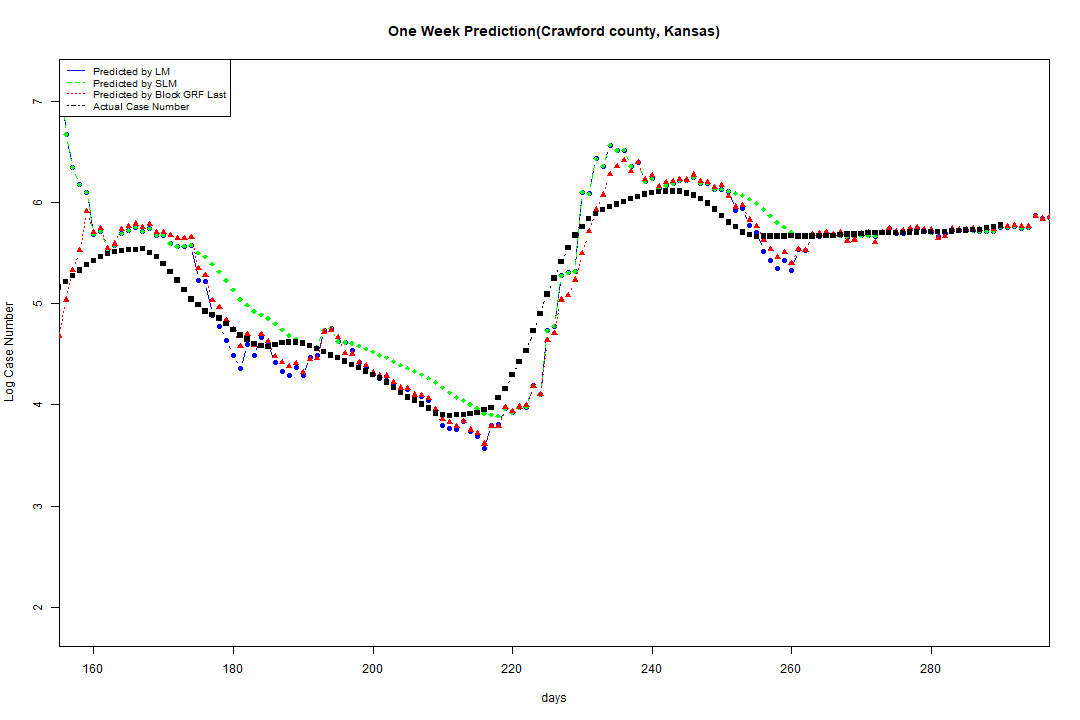 One Week Prediction(Crawford county, Kansas)
Predicted by LM
Predicted by SLM
Predicted by Block GRF Last
Actual Case Number
7
6
5
4
3
2
Log Case Number
160 180 200 220 240 260 280
days